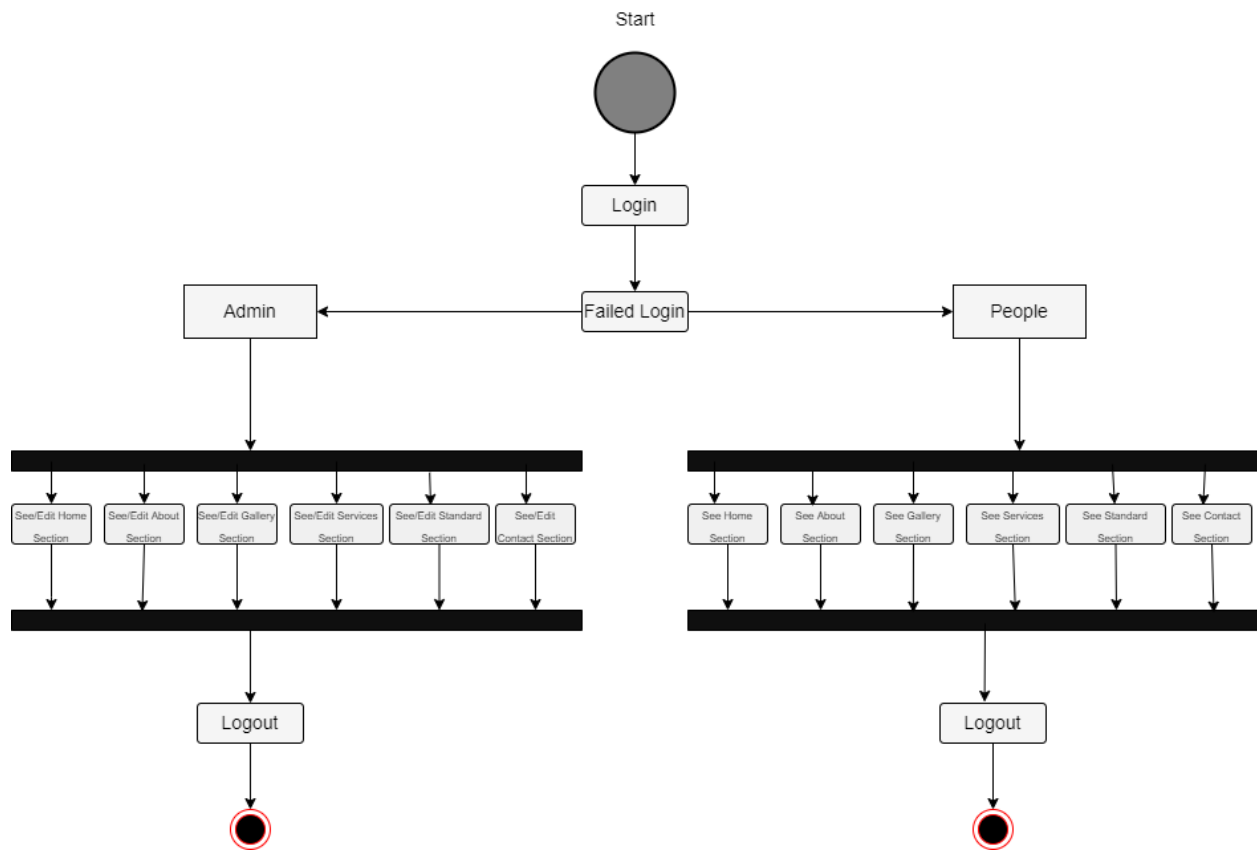 Start
Login
Admin
Failed Login
People
See/Edit Home
Section
See/Edit About
Section
See/Edit Gallery
Section
See/Edit Services
Section
See/Edit Standard
Section
See/Edit
Contact Section
See Home
Section
See About
Section
See Gallery
Section
See Services
Section
See Standard
Section
See Contact
Section
Logout
Logout